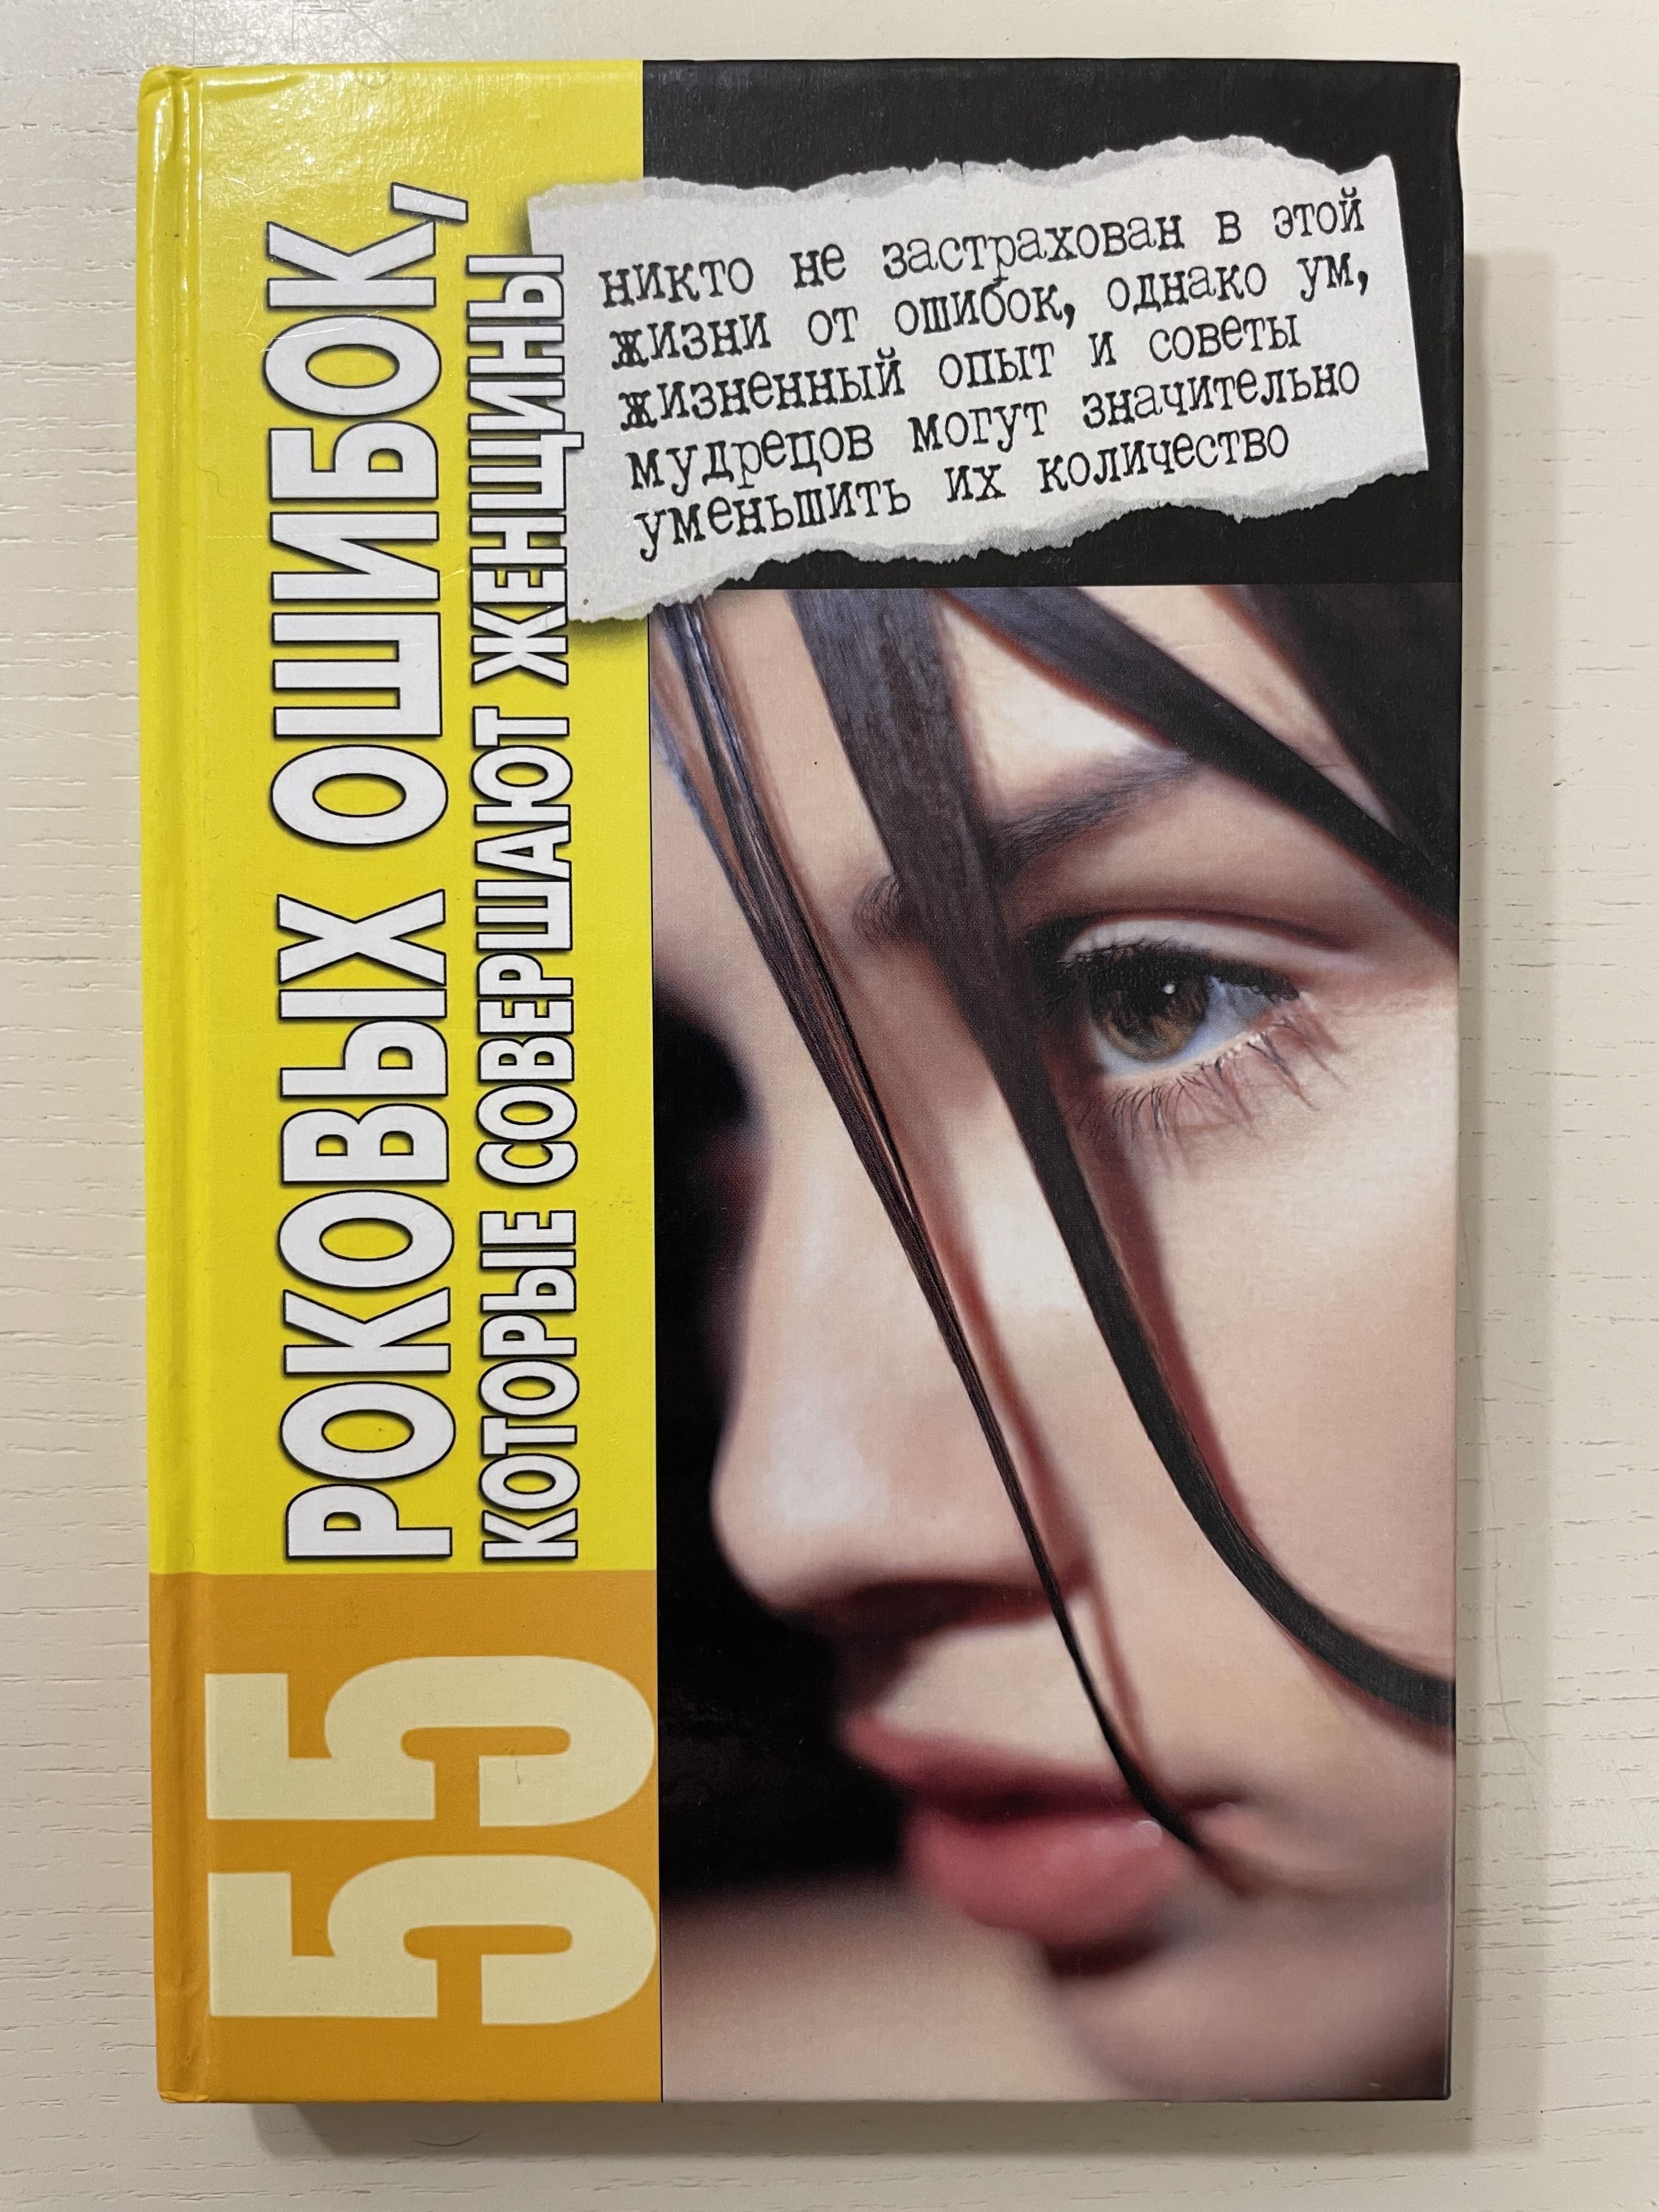 55
РОКОВЫХ ОШИБОК,
КОТОРЫЕ СОВЕРШАЮТ ЖЕНЩИНЫ
никто не застрахован в этой
жизни от ошибок, однако ум,
жизненный опыт и советы
мудрецов могут значительно
уменьшить их количество